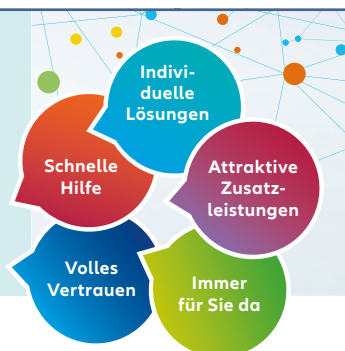 Indivi-
duelle
Lösungen
Schnelle
Hilfe
Attraktive
Zusatz-
leistungen
Volles
Vertrauen
Immer
für Sie da